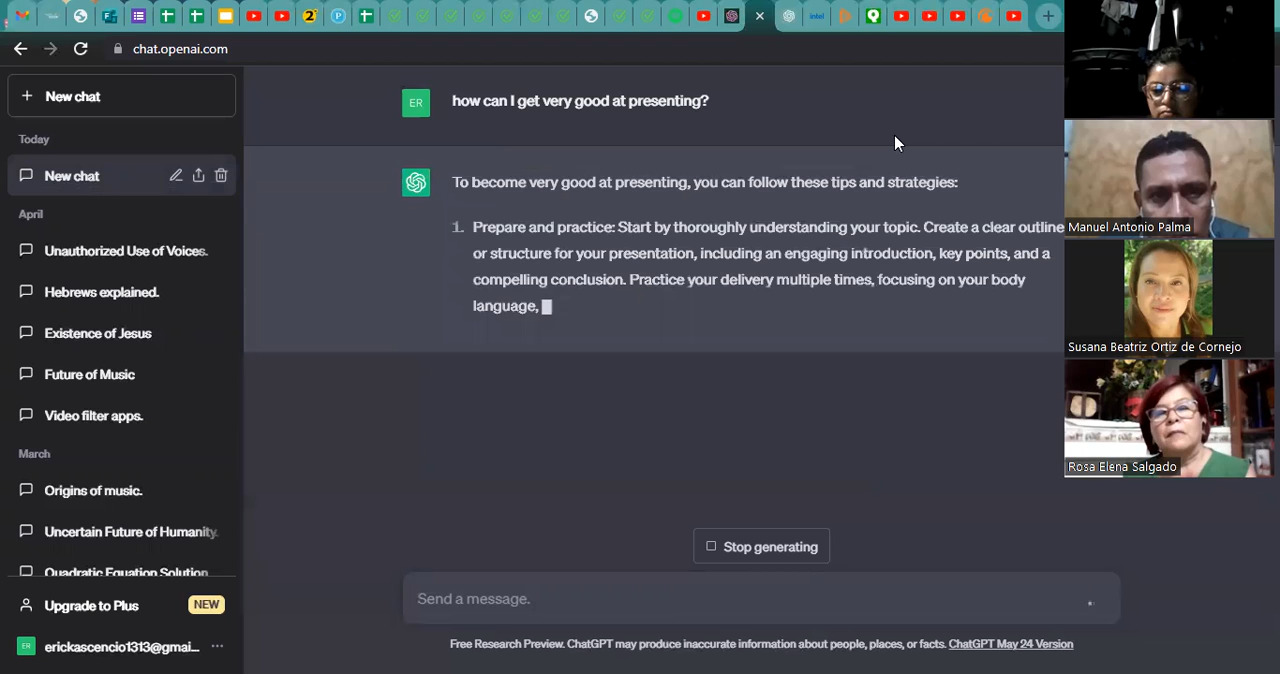 chat.openai.com
New chat
Today
New chat
April
Unauthorized Use of Voices.
Hebrews explained.
Existence of Jesus
Future of Music
Video filter apps.
March
Origins of music.
Uncertain Future of Humanity.
Quadratic Equation Solution
Upgrade to Plus NEW
ER erickascencio1313@gmai...
ER how can I get very good at presenting?
To become very good at presenting, you can follow these tips and strategies:
1. Prepare and practice: Start by thoroughly understanding your topic. Create a clear outline
or structure for your presentation, including an engaging introduction, key points, and a
compelling conclusion. Practice your delivery multiple times, focusing on your body
language,
Stop generating
Send a message.
Free Research Preview. ChatGPT may produce inaccurate information about people, places, or facts. ChatGPT May 24 Version
Manuel Antonio Palma
Susana Beatriz Ortiz de Cornejo
Rosa Elena Salgado